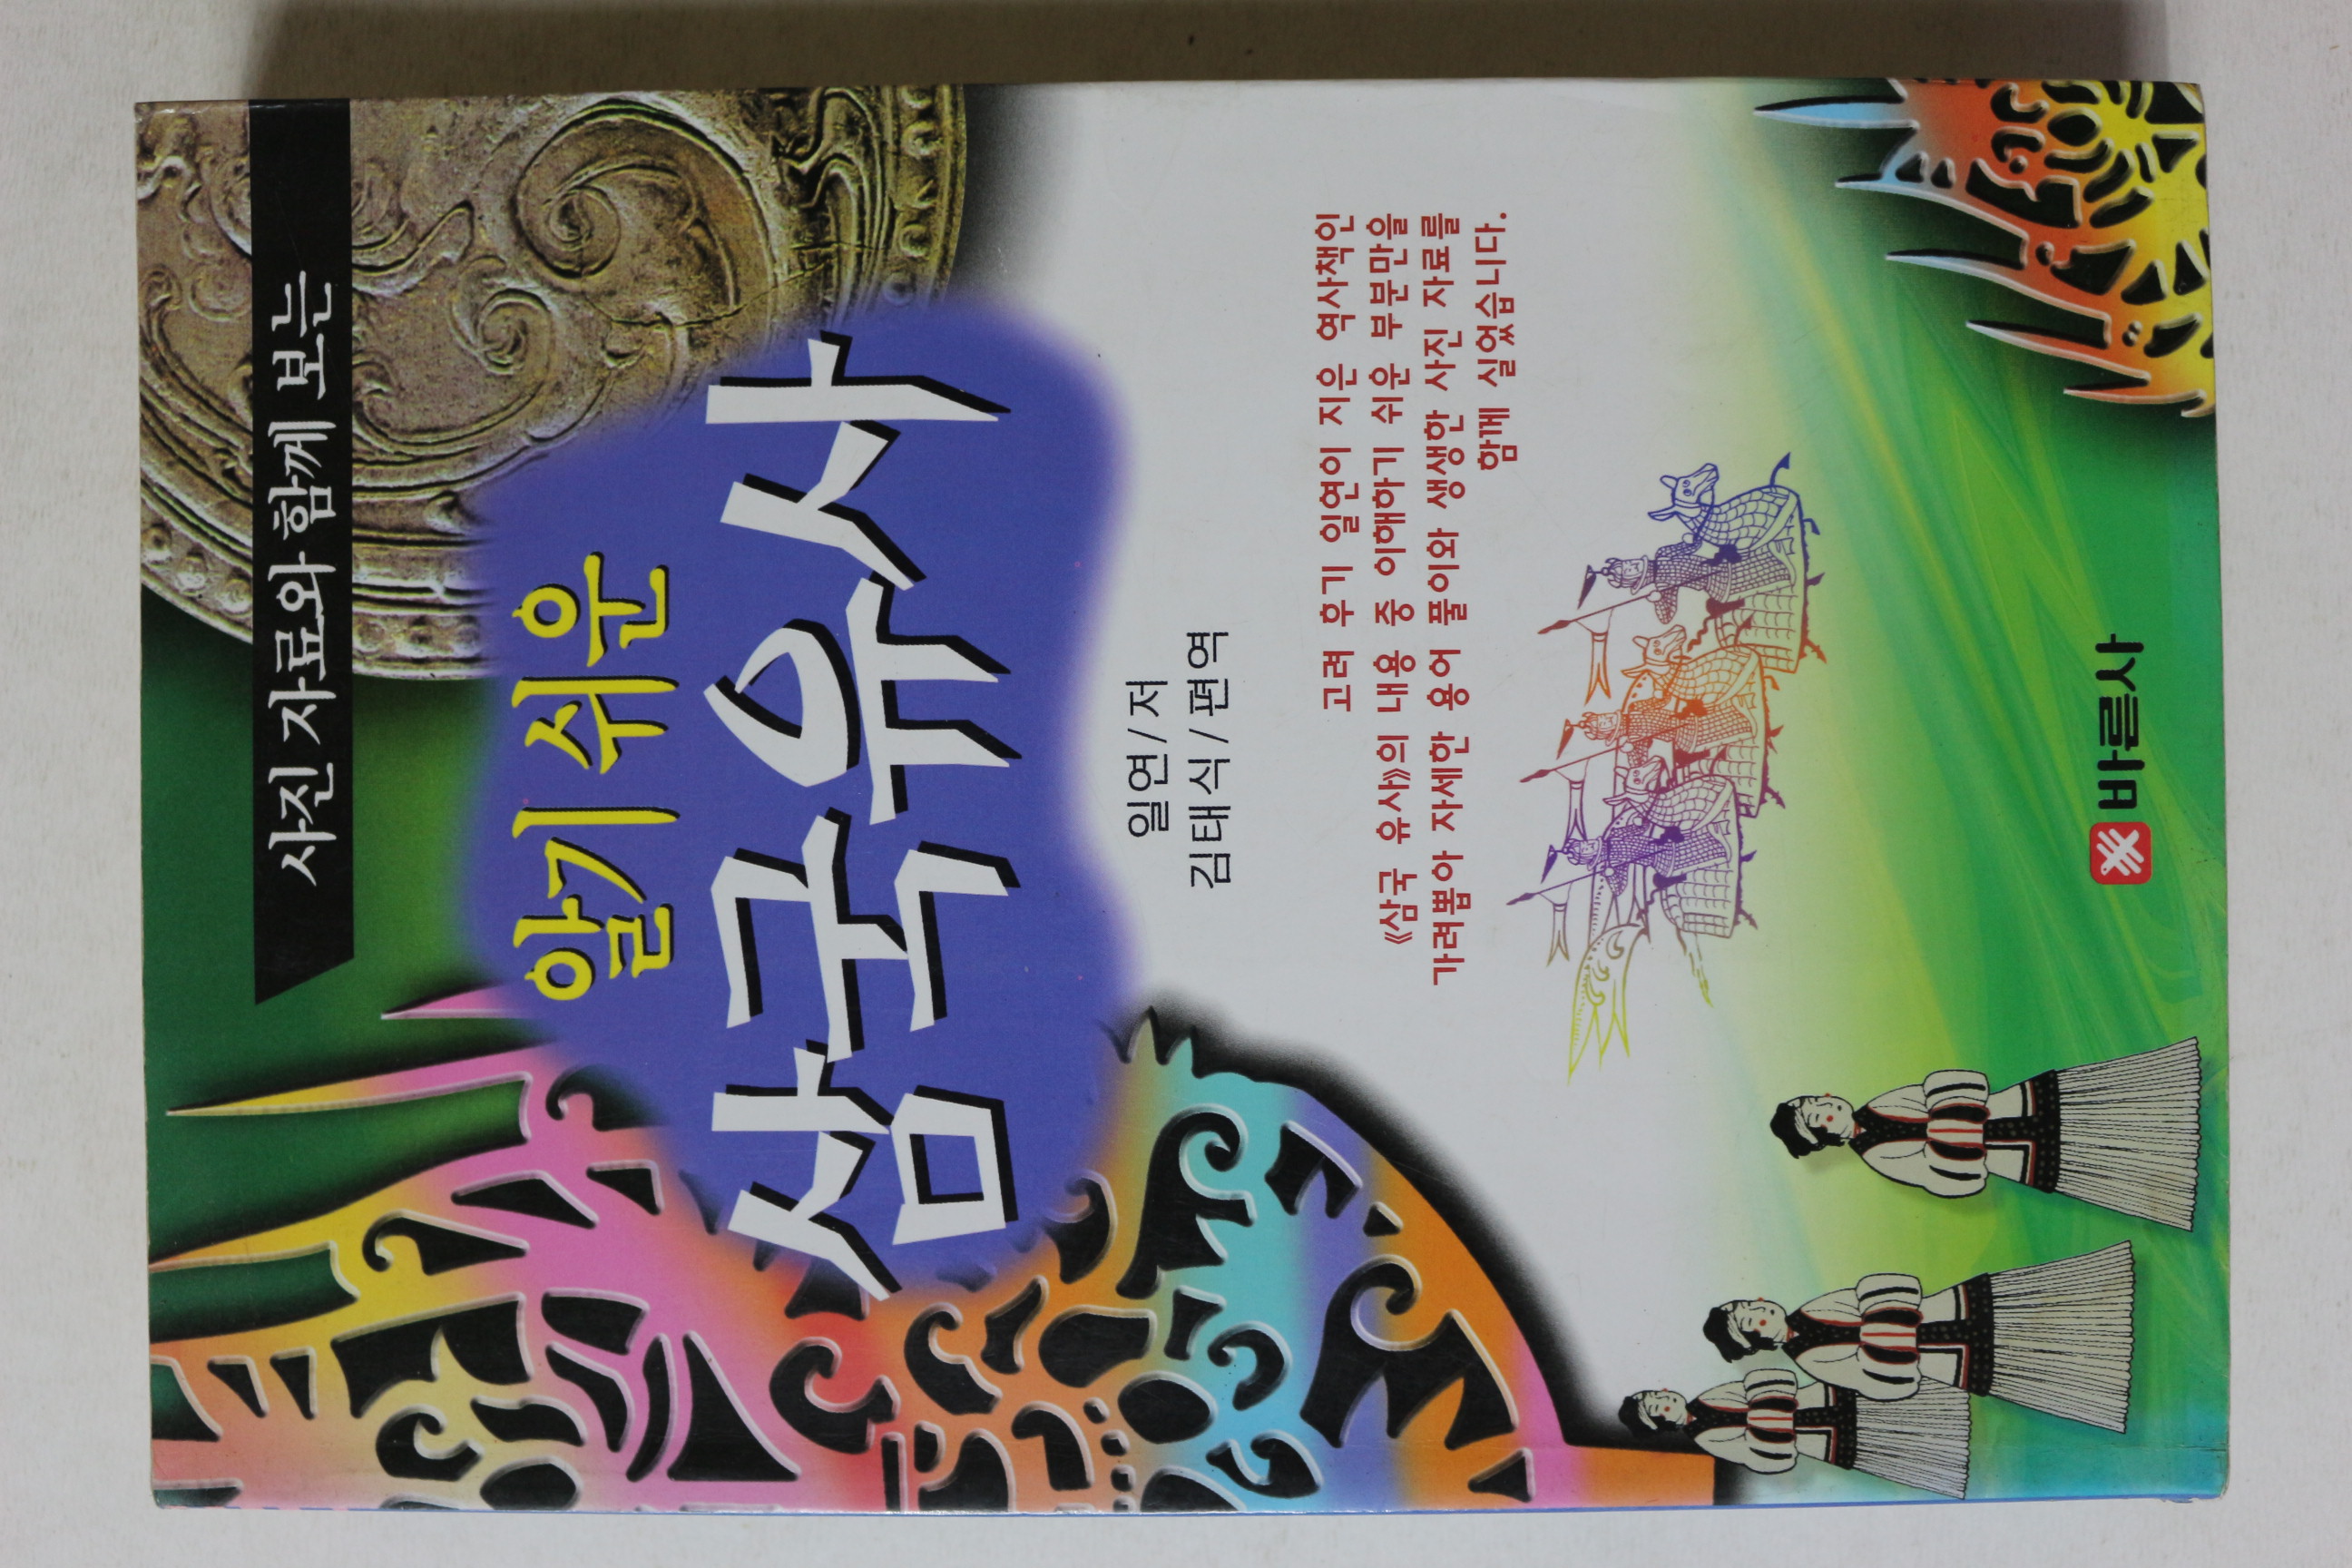 사진 자료와 함께 보는
알기 쉬운
삼국유사
일연 / 저
김태식 / 편역
고려 후기 일연이 지은 역사책인
《삼국 유사》의 내용 중 이해하기 쉬운 부분만을
가려뽑아 자세한 용어 풀이와 생생한 사진 자료를
함께 실었습니다.
바른사